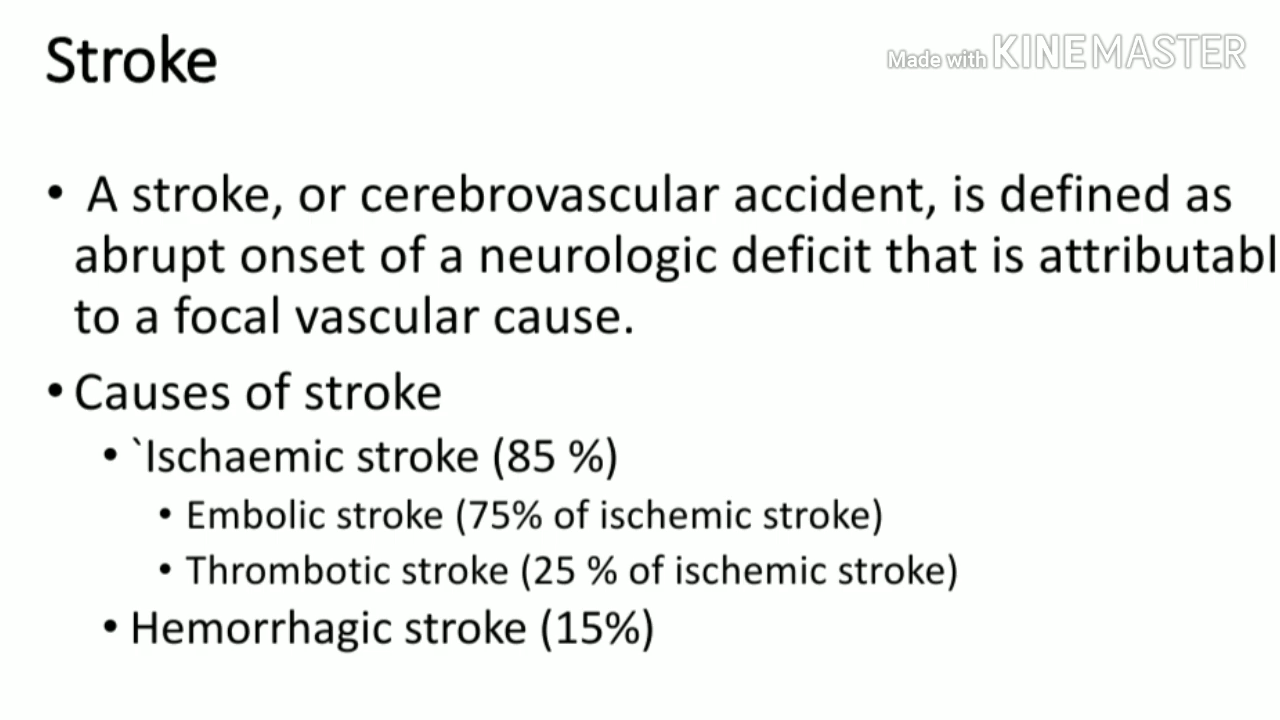 Stroke
Made with KINEMASTER
• A stroke, or cerebrovascular accident, is defined as
abrupt onset of a neurologic deficit that is attributabl
to a focal vascular cause.
• Causes of stroke
• `Ischaemic stroke (85 %)
• Embolic stroke (75% of ischemic stroke)
• Thrombotic stroke (25 % of ischemic stroke)
• Hemorrhagic stroke (15%)